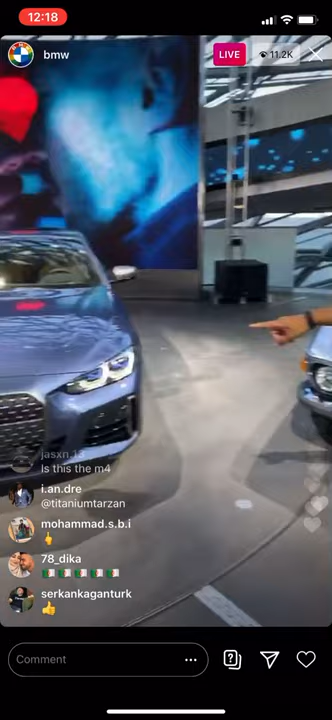 12:18
bmw
LIVE
11.2K
jasxn.13
Is this the m4
i.an.dre
@titaniumtarzan
mohammad.s.b.i
78_dika
serkankaganturk
Comment